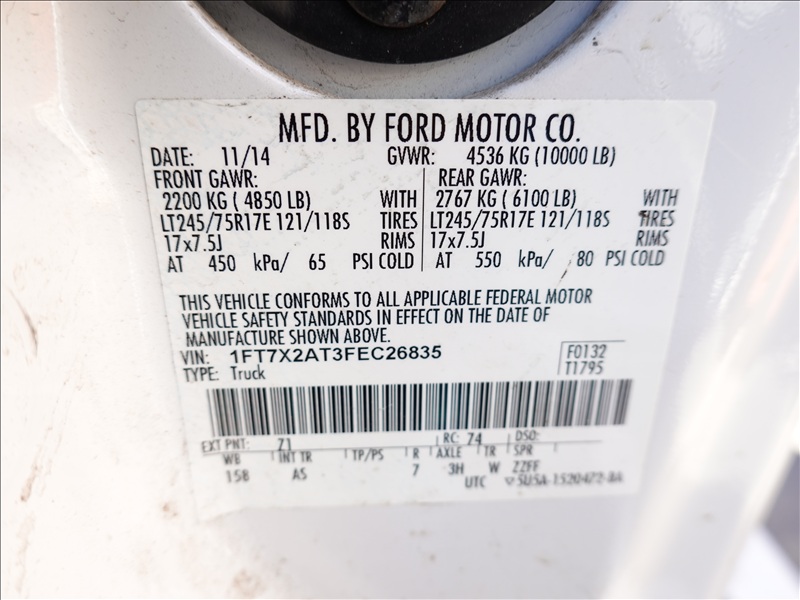 MFD. BY FORD MOTOR CO.
DATE: 11/14 GVWR: 4536 KG (10000 LB)
FRONT GAWR: REAR GAWR:
2200 KG ( 4850 LB) WITH 2767 KG ( 6100 LB) WITH
LT245/75R17E 121/118S TIRES LT245/75R17E 121/118S TIRES
17x7.5J RIMS 17x7.5J RIMS
AT 450 kPa/ 65 PSI COLD AT 550 kPa/ 80 PSI COLD
THIS VEHICLE CONFORMS TO ALL APPLICABLE FEDERAL MOTOR
VEHICLE SAFETY STANDARDS IN EFFECT ON THE DATE OF
MANUFACTURE SHOWN ABOVE.
VIN: 1FT7X2AT3FEC26835 F0132
TYPE: Truck T1795
EXT PNT: 71 RC: 74 DSO:
WB INT TR TP/PS R AXLE TR SPR
158 AS 7 3H W ZZFF
UTC 5U5A-1520472-BA